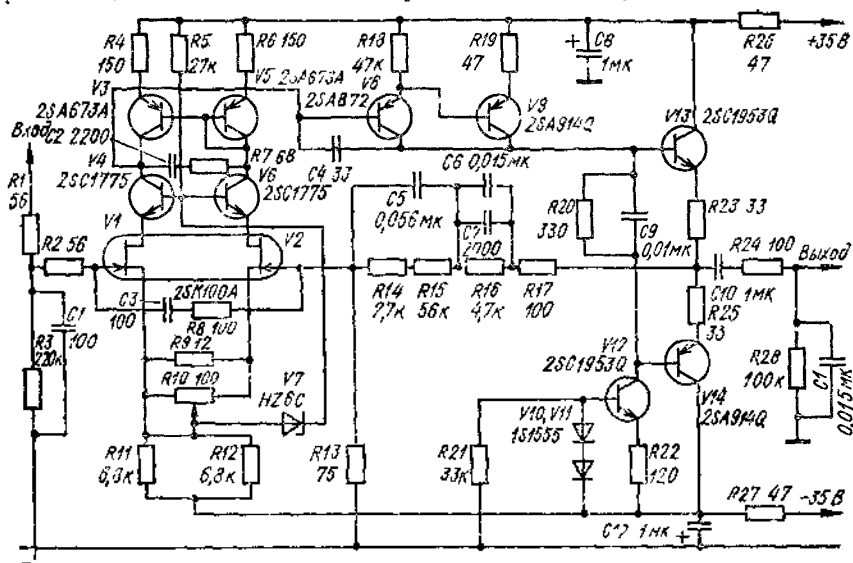 R4
150
R5
27к
R6 150
V5 2SA673A
R18
47к
V8
2SA872
R19
47
C8
1мк
R26
47
+35 В
V3
2SA673A
V9
2SA914Q
V13
2SC1953Q
Вход
C2 2200
R7 68
C4 33
V4
2SC1775
V6
2SC1775
C6 0,015мк
C5
0,056мк
C7
2000
R20
330
C9
0,01мк
R23 33
R1
56
R2 56
V1
V2
R24 100
Выход
C10 1мк
2SK100A
C3
100
R8 100
R14
7,7к
R15
56к
R16
4,7к
R17
100
R25
33
C1
100
R3
220к
R9 12
R10 100
V7
HZ6C
V12
2SC1953Q
V14
2SA914Q
R28
100к
C1
0,015мк
V10, V11
1S1555
R11
6,8к
R12
6,8к
R13
75
R21
33к
R22
120
R27 47
-35 В
1мк